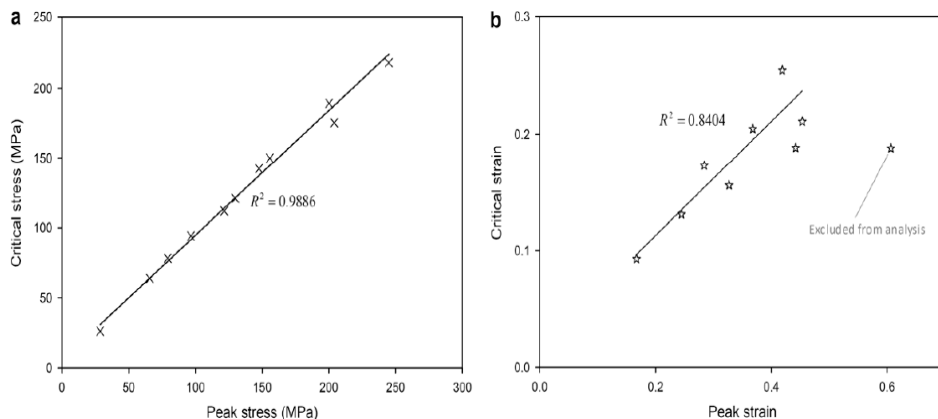 a
250
200
150
100
50
0
Critical stress (MPa)
R² = 0.9886
0 50 100 150 200 250 300
Peak stress (MPa)
b
0.3
0.2
0.1
0.0
Critical strain
R² = 0.8404
Excluded from analysis
0.0 0.2 0.4 0.6
Peak strain